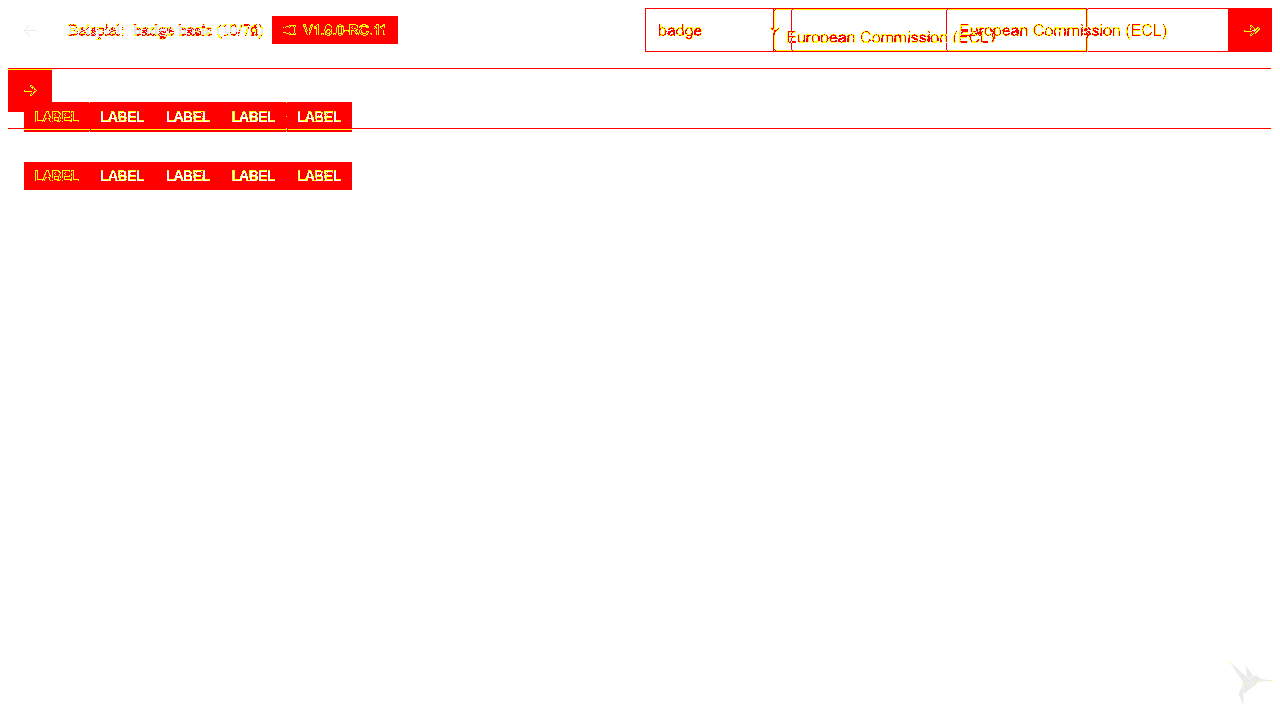 Beispiel: badge basic (10/76) V1.6.0-RC.11
badge
European Commission (ECL)
European Commission (ECL)
LABEL LABEL LABEL LABEL LABEL
LABEL LABEL LABEL LABEL LABEL